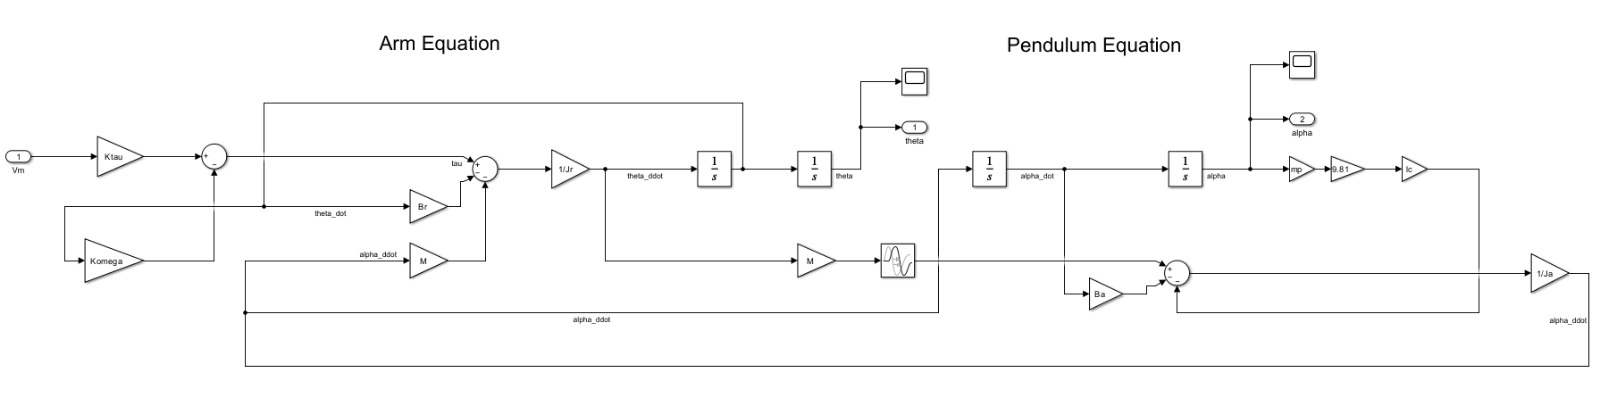 Arm Equation
Pendulum Equation
1
Vm
Ktau
+
−
tau
+
−
−
1/Jr
theta_ddot
1
s
1
s
theta
1
theta
theta_dot
Br
Komega
alpha_ddot
M
M
alpha_ddot
1
s
alpha_dot
1
s
alpha
2
alpha
mp
9.81
lc
+
−
−
Ba
1/Ja
alpha_ddot